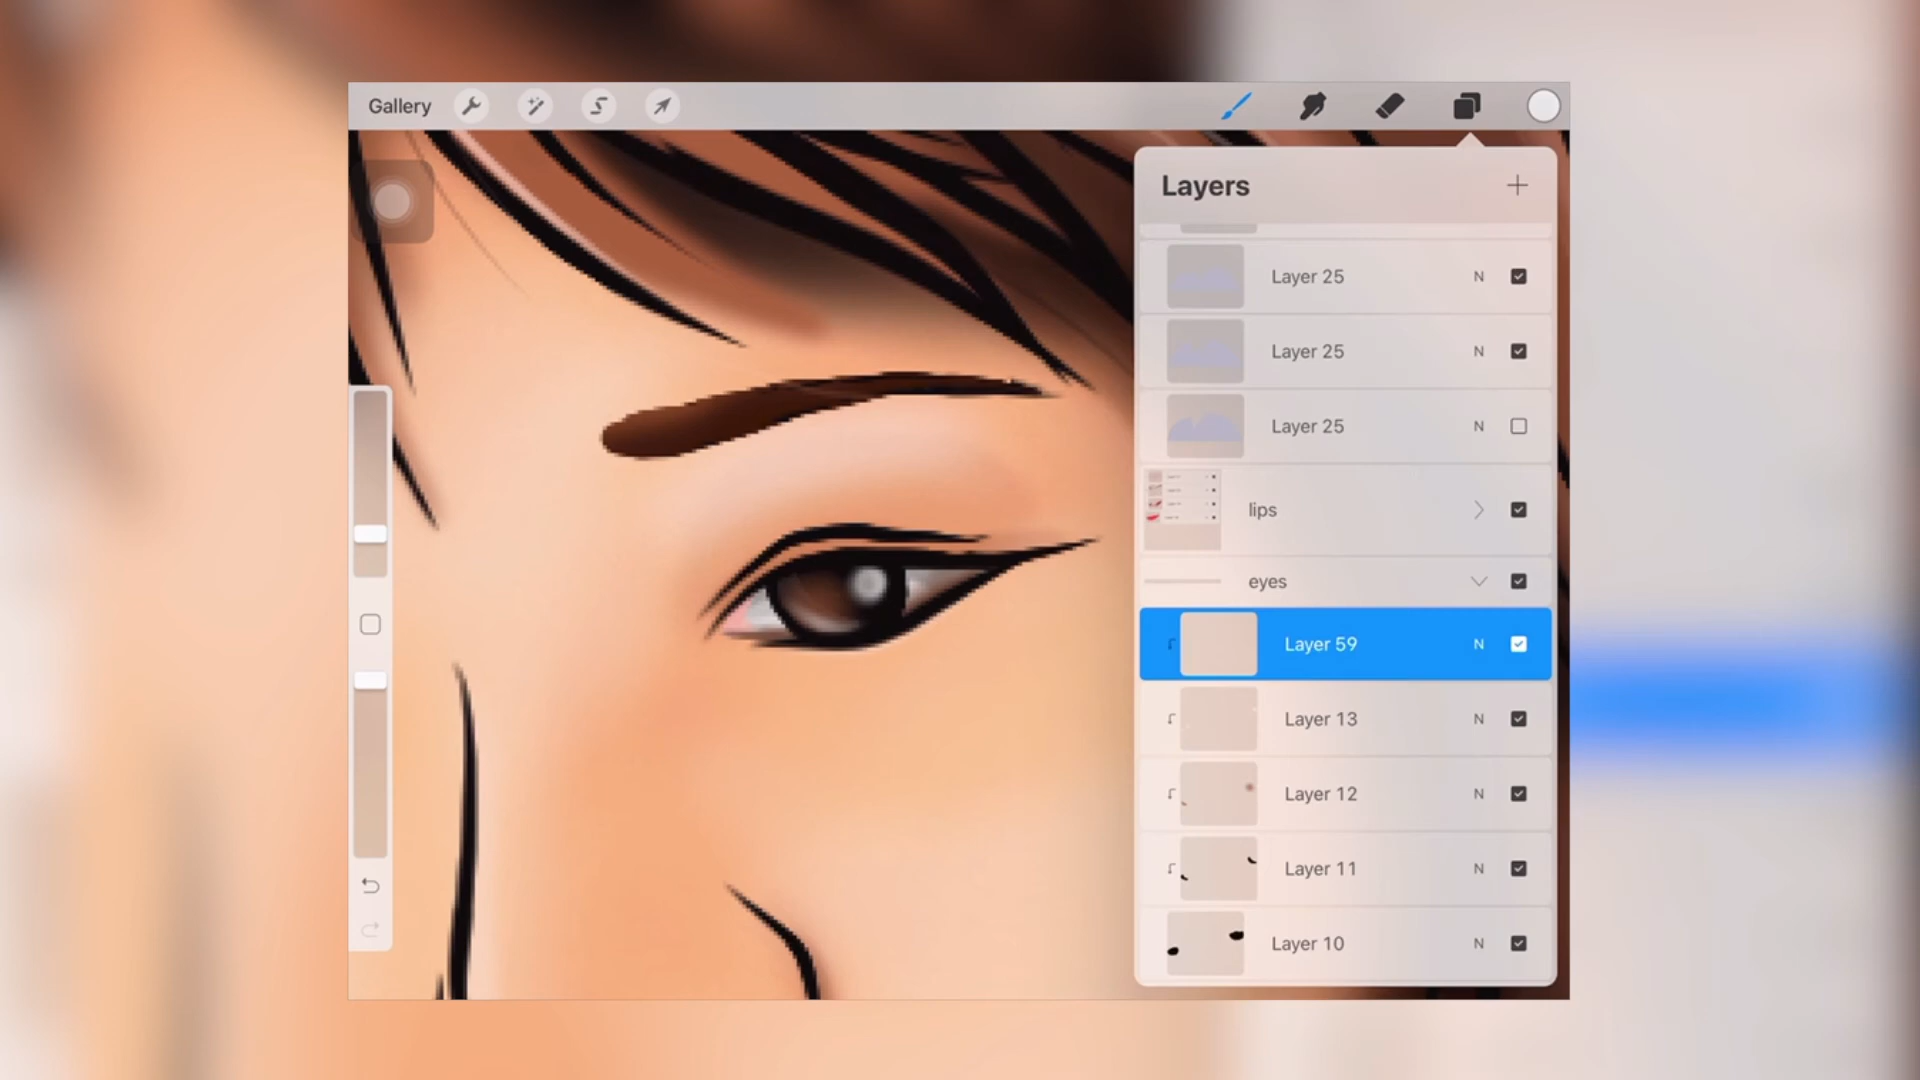 Gallery
Layers
Layer 25 N
Layer 25 N
Layer 25 N
lips
eyes
Layer 59 N
Layer 13 N
Layer 12 N
Layer 11 N
Layer 10 N